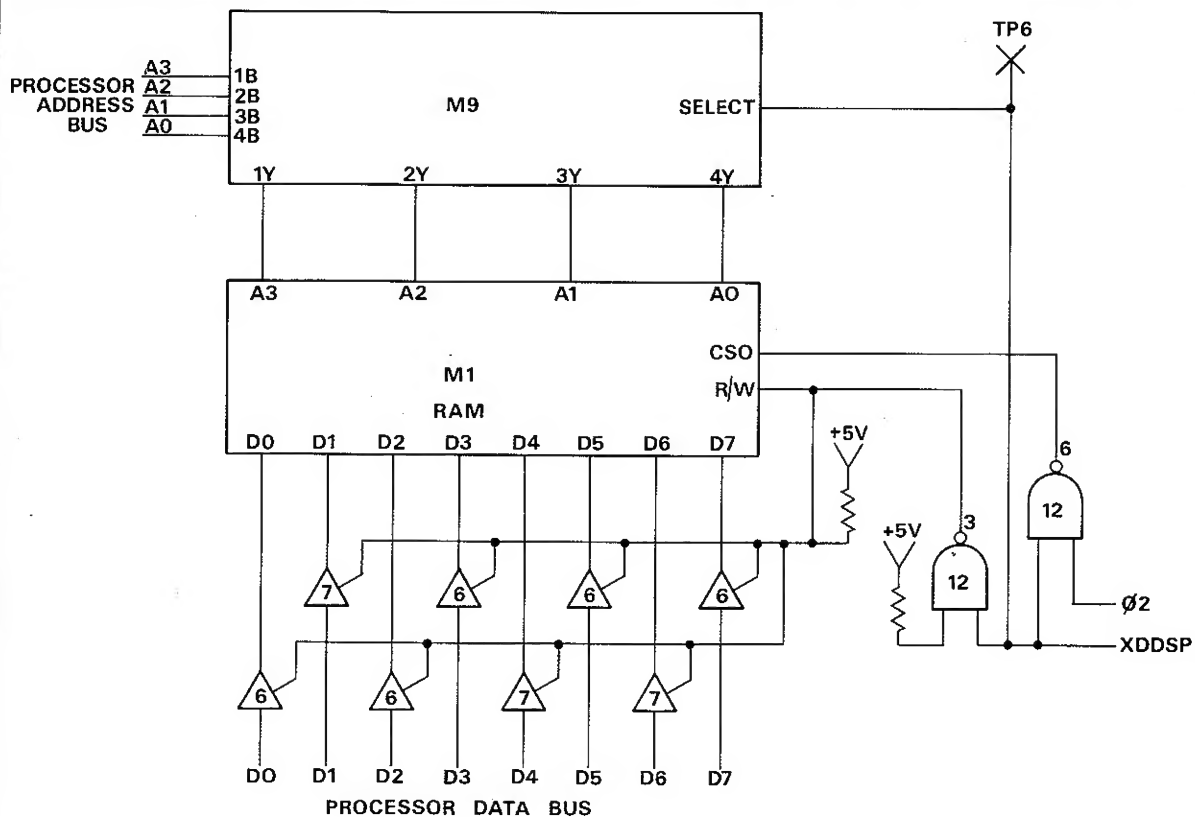 TP6
PROCESSOR
ADDRESS
BUS
A3
A2
A1
A0
1B
2B
3B
4B
M9
SELECT
1Y 2Y 3Y 4Y
A3 A2 A1 A0
CSO
M1
R/W
RAM
D0 D1 D2 D3 D4 D5 D6 D7
+5V
6
12
+5V
3
12
7 6 6 6
Ø2
XDDSP
6 6 7 7
DO D1 D2 D3 D4 D5 D6 D7
PROCESSOR DATA BUS